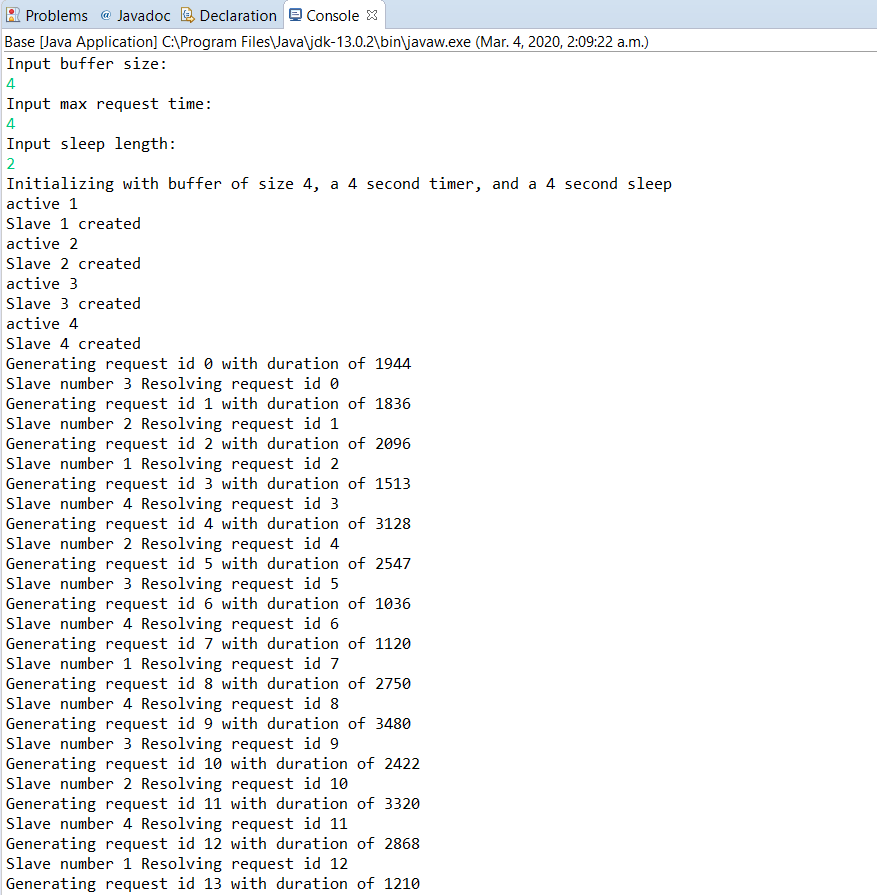 Problems @ Javadoc Declaration Console
Base [Java Application] C:\Program Files\Java\jdk-13.0.2\bin\javaw.exe (Mar. 4, 2020, 2:09:22 a.m.)
Input buffer size:
4
Input max request time:
4
Input sleep length:
2
Initializing with buffer of size 4, a 4 second timer, and a 4 second sleep
active 1
Slave 1 created
active 2
Slave 2 created
active 3
Slave 3 created
active 4
Slave 4 created
Generating request id 0 with duration of 1944
Slave number 3 Resolving request id 0
Generating request id 1 with duration of 1836
Slave number 2 Resolving request id 1
Generating request id 2 with duration of 2096
Slave number 1 Resolving request id 2
Generating request id 3 with duration of 1513
Slave number 4 Resolving request id 3
Generating request id 4 with duration of 3128
Slave number 2 Resolving request id 4
Generating request id 5 with duration of 2547
Slave number 3 Resolving request id 5
Generating request id 6 with duration of 1036
Slave number 4 Resolving request id 6
Generating request id 7 with duration of 1120
Slave number 1 Resolving request id 7
Generating request id 8 with duration of 2750
Slave number 4 Resolving request id 8
Generating request id 9 with duration of 3480
Slave number 3 Resolving request id 9
Generating request id 10 with duration of 2422
Slave number 2 Resolving request id 10
Generating request id 11 with duration of 3320
Slave number 4 Resolving request id 11
Generating request id 12 with duration of 2868
Slave number 1 Resolving request id 12
Generating request id 13 with duration of 1210